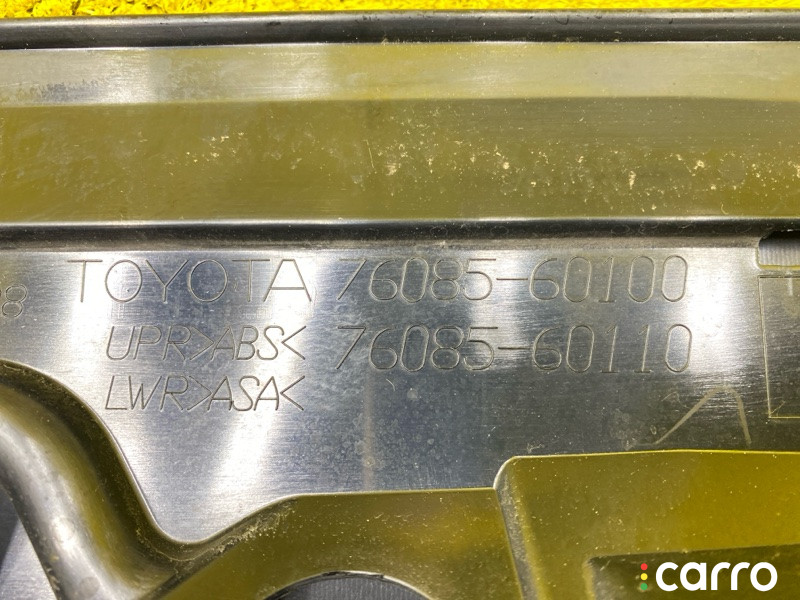 TOYOTA 76085-60100
UPR>ABS< 76085-60110
LWR>ASA<
carro